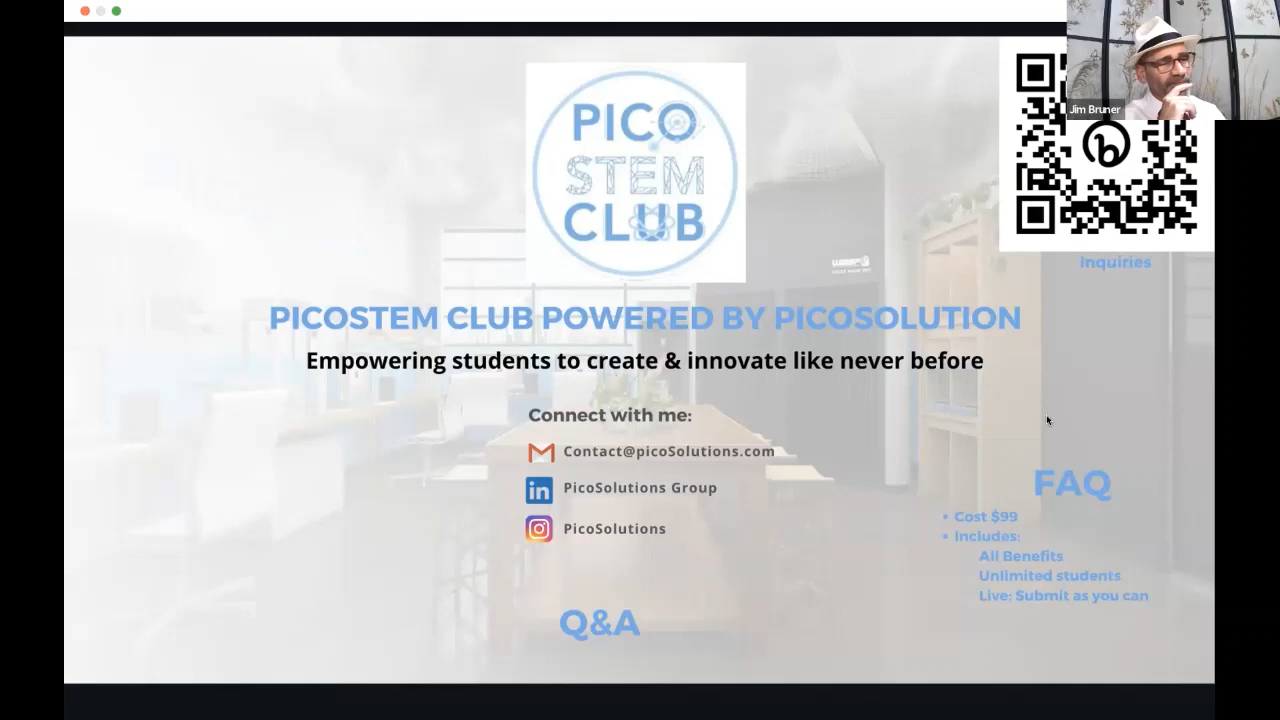 PICO
STEM
CLUB
Jim Bruner
b
Inquiries
PICOSTEM CLUB POWERED BY PICOSOLUTION
Empowering students to create & innovate like never before
Connect with me:
Contact@picoSolutions.com
in PicoSolutions Group
PicoSolutions
Q&A
FAQ
• Cost $99
• Includes:
All Benefits
Unlimited students
Live: Submit as you can